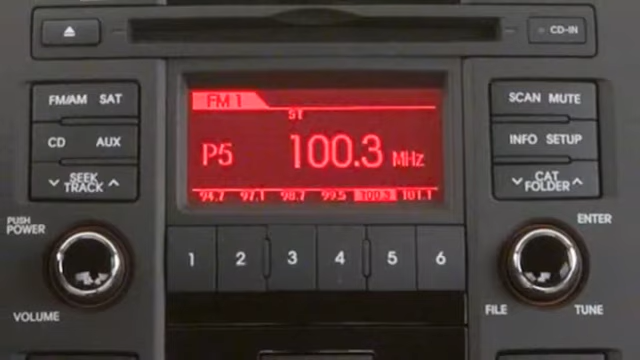 CD-IN
FM/AM SAT
CD AUX
SEEK
TRACK
FM 1
ST
P5 100.3 MHz
94.7 97.1 98.7 99.5 100.3 101.1
SCAN MUTE
INFO SETUP
CAT
FOLDER
PUSH
POWER
VOLUME
1 2 3 4 5 6
ENTER
FILE TUNE